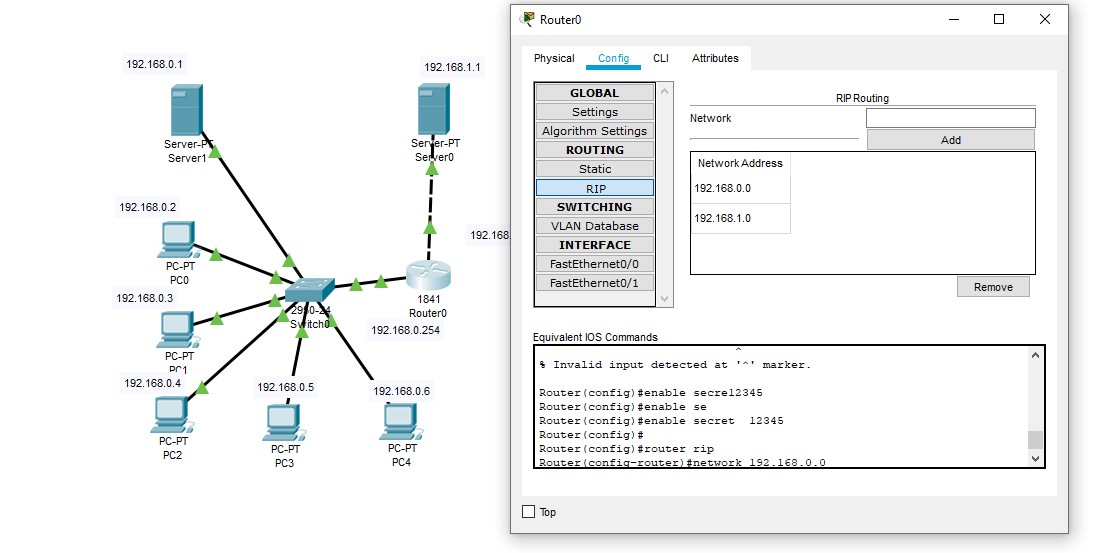 192.168.0.1
Server-PT
Server1
192.168.1.1
Server-PT
Server0
192.168.0.2
PC-PT
PC0
192.168.0.3
PC-PT
PC1
192.168.0.4
PC-PT
PC2
192.168.0.5
PC-PT
PC3
192.168.0.6
PC-PT
PC4
2950-24
Switch0
192.168.
1841
Router0
192.168.0.254
Router0
Physical Config CLI Attributes
GLOBAL
Settings
Algorithm Settings
ROUTING
Static
RIP
SWITCHING
VLAN Database
INTERFACE
FastEthernet0/0
FastEthernet0/1
RIP Routing
Network
Add
Network Address
192.168.0.0
192.168.1.0
Remove
Equivalent IOS Commands
^
% Invalid input detected at '^' marker.
Router(config)#enable secre12345
Router(config)#enable se
Router(config)#enable secret  12345
Router(config)#
Router(config)#router rip
Router(config-router)#network 192.168.0.0
Top